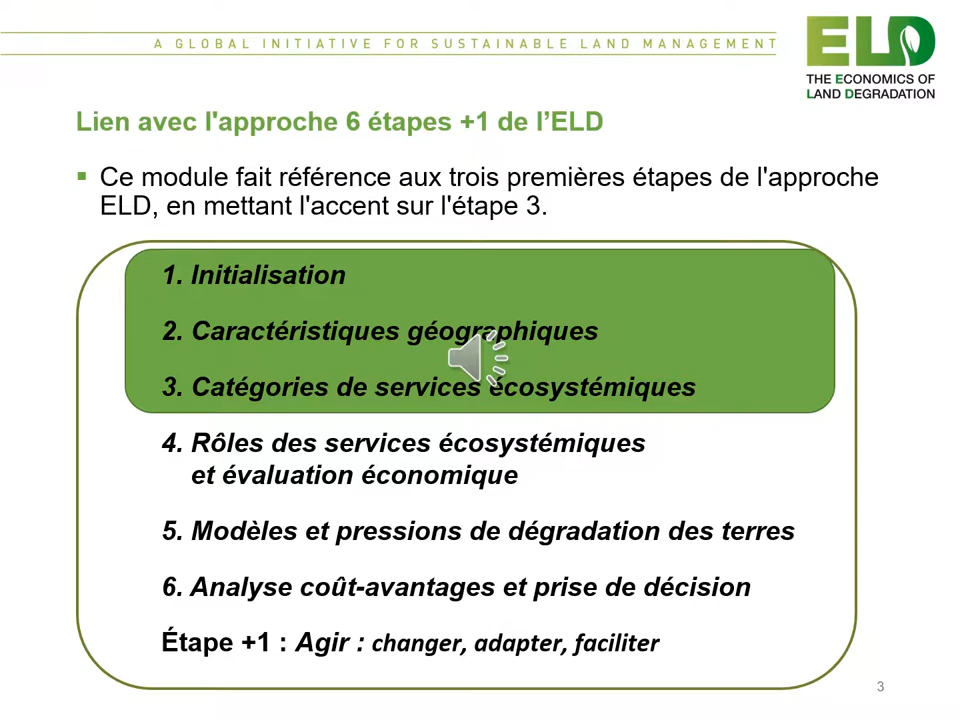 A GLOBAL INITIATIVE FOR SUSTAINABLE LAND MANAGEMENT
ELD
THE ECONOMICS OF
LAND DEGRADATION
Lien avec l'approche 6 étapes +1 de l’ELD
Ce module fait référence aux trois premières étapes de l'approche
ELD, en mettant l'accent sur l'étape 3.
1. Initialisation
2. Caractéristiques géographiques
3. Catégories de services écosystémiques
4. Rôles des services écosystémiques
et évaluation économique
5. Modèles et pressions de dégradation des terres
6. Analyse coût-avantages et prise de décision
Étape +1 : Agir : changer, adapter, faciliter
3